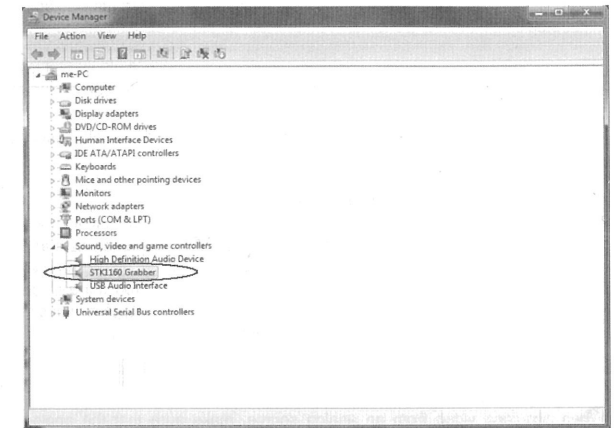 Device Manager
File Action View Help
me-PC
Computer
Disk drives
Display adapters
DVD/CD-ROM drives
Human Interface Devices
IDE ATA/ATAPI controllers
Keyboards
Mice and other pointing devices
Monitors
Network adapters
Ports (COM & LPT)
Processors
Sound, video and game controllers
High Definition Audio Device
STK1160 Grabber
USB Audio Interface
System devices
Universal Serial Bus controllers